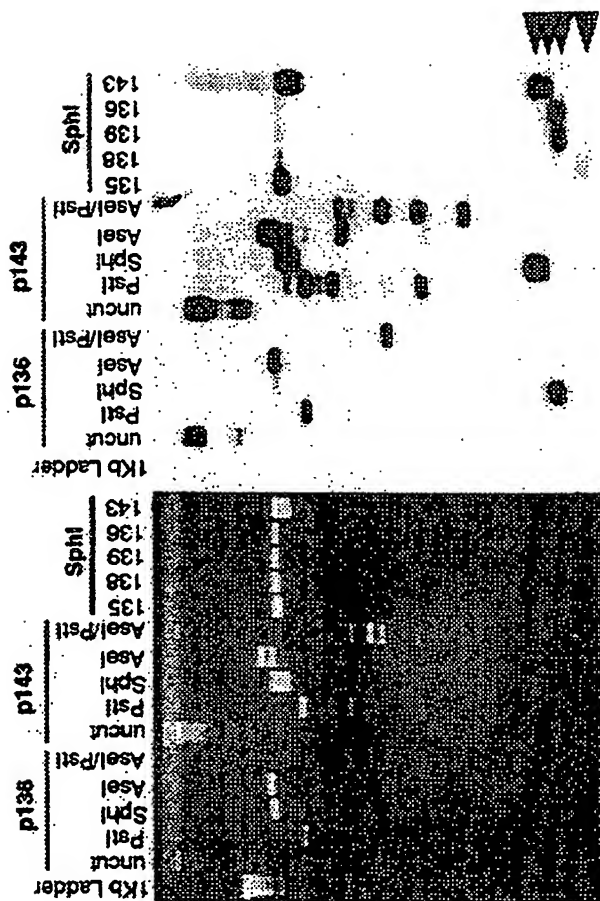 p136
p143
SphI
1Kb Ladder
uncut
PstI
SphI
AseI
AseI/PstI
uncut
PstI
SphI
AseI
AseI/PstI
135
138
139
136
143
p136
p143
SphI
1Kb Ladder
uncut
PstI
SphI
AseI
AseI/PstI
uncut
PstI
SphI
AseI
AseI/PstI
135
138
139
136
143